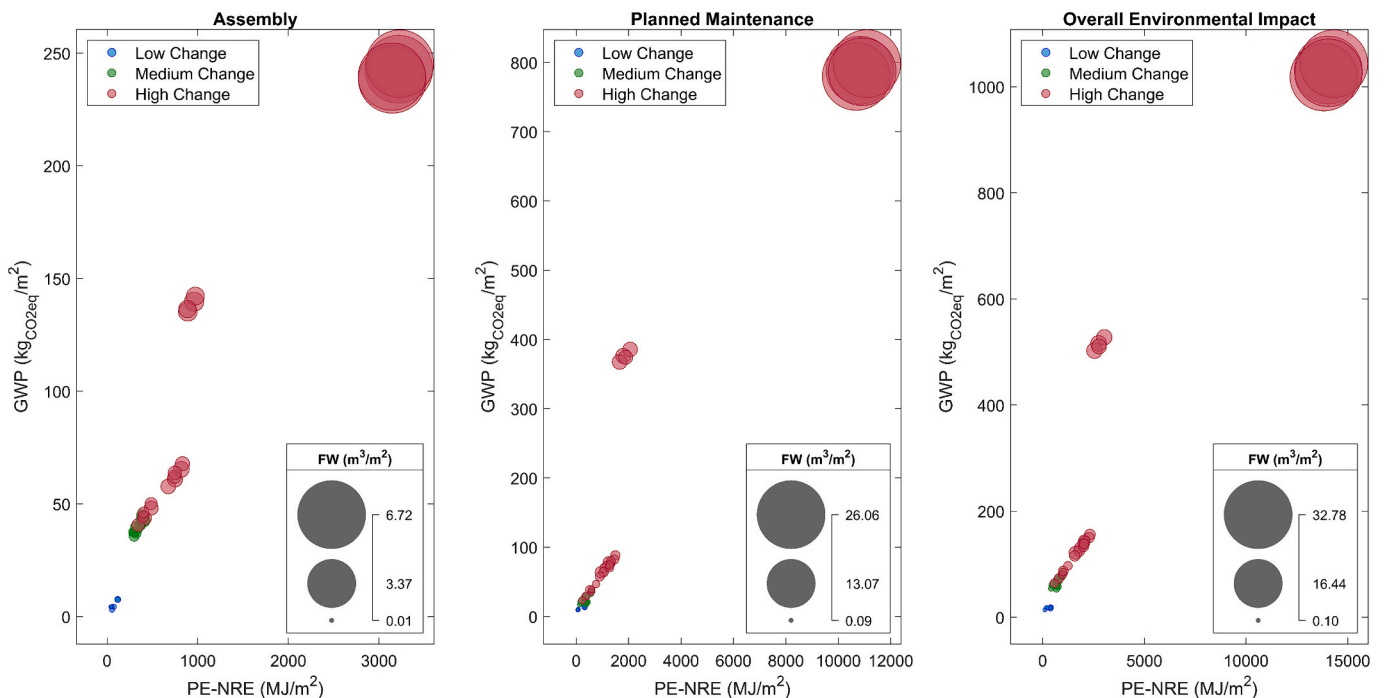 Assembly
Low Change
Medium Change
High Change
250
200
150
100
50
0
GWP (kg_CO2eq/m²)
0
1000
2000
3000
PE-NRE (MJ/m²)
FW (m³/m²)
6.72
3.37
0.01
Planned Maintenance
Low Change
Medium Change
High Change
800
700
600
500
400
300
200
100
0
GWP (kg_CO2eq/m²)
0
2000
4000
6000
8000
10000
12000
PE-NRE (MJ/m²)
FW (m³/m²)
26.06
13.07
0.09
Overall Environmental Impact
Low Change
Medium Change
High Change
1000
800
600
400
200
0
GWP (kg_CO2eq/m²)
0
5000
10000
15000
PE-NRE (MJ/m²)
FW (m³/m²)
32.78
16.44
0.10